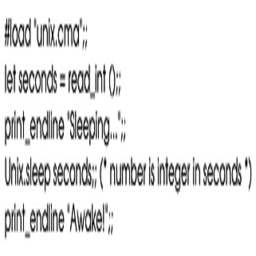 #load "unix.cma";;
let seconds = read_int ();;
print_endline "Sleeping...";;
Unix.sleep seconds;; (* number is integer in seconds *)
print_endline "Awake!";;